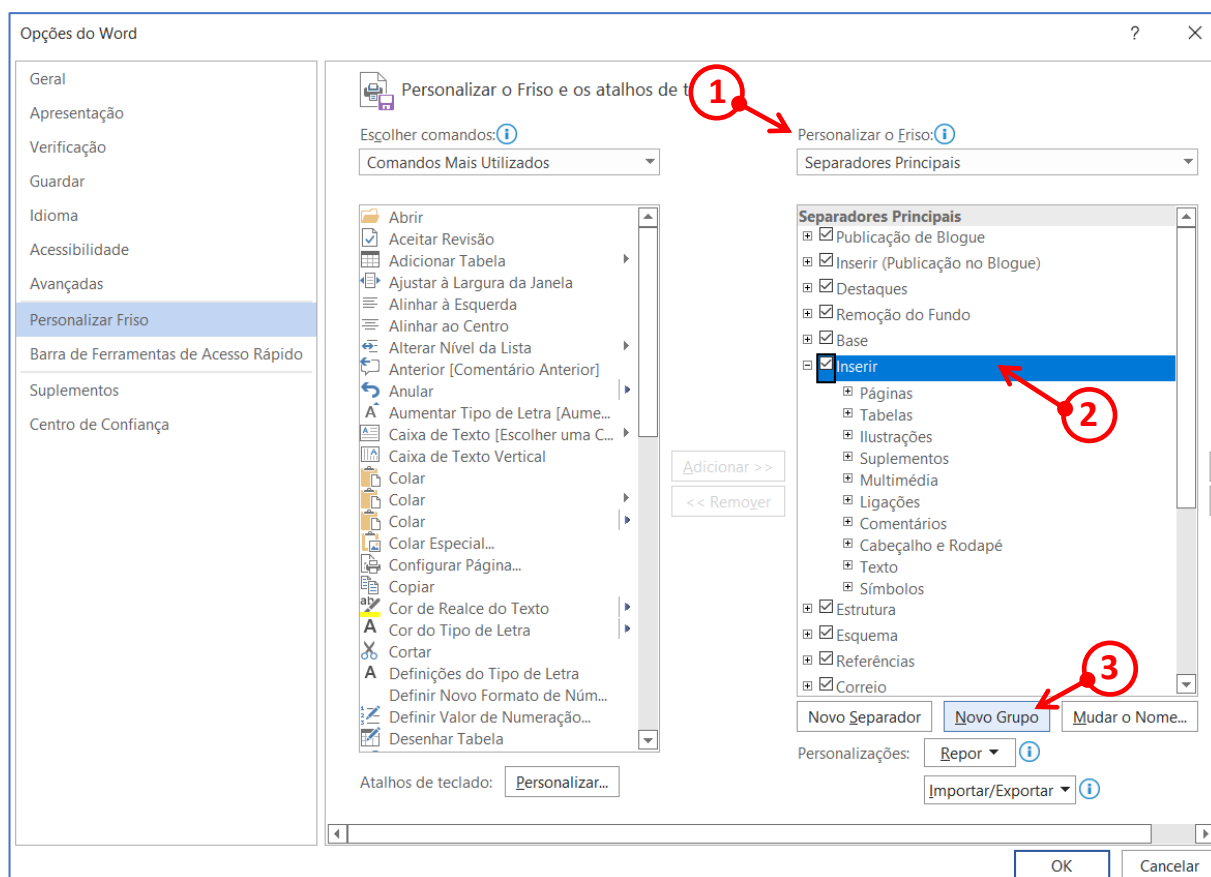 Opções do Word
?
Geral
Apresentação
Verificação
Guardar
Idioma
Acessibilidade
Avançadas
Personalizar Friso
Barra de Ferramentas de Acesso Rápido
Suplementos
Centro de Confiança
Personalizar o Friso e os atalhos de t
1
Escolher comandos:
Comandos Mais Utilizados
Abrir
Aceitar Revisão
Adicionar Tabela
Ajustar à Largura da Janela
Alinhar à Esquerda
Alinhar ao Centro
Alterar Nível da Lista
Anterior [Comentário Anterior]
Anular
Aumentar Tipo de Letra [Aume...
Caixa de Texto [Escolher uma C...
Caixa de Texto Vertical
Colar
Colar
Colar
Colar Especial...
Configurar Página...
Copiar
Cor de Realce do Texto
Cor do Tipo de Letra
Cortar
Definições do Tipo de Letra
Definir Novo Formato de Núm...
Definir Valor de Numeração...
Desenhar Tabela
Atalhos de teclado: Personalizar...
Adicionar >>
<< Remover
Personalizar o Friso:
Separadores Principais
Separadores Principais
Publicação de Blogue
Inserir (Publicação no Blogue)
Destaques
Remoção do Fundo
Base
Inserir
Páginas
2
Tabelas
Ilustrações
Suplementos
Multimédia
Ligações
Comentários
Cabeçalho e Rodapé
Texto
Símbolos
Estrutura
Esquema
Referências
3
Correio
Novo Separador Novo Grupo Mudar o Nome...
Personalizações: Repor
Importar/Exportar
OK Cancelar